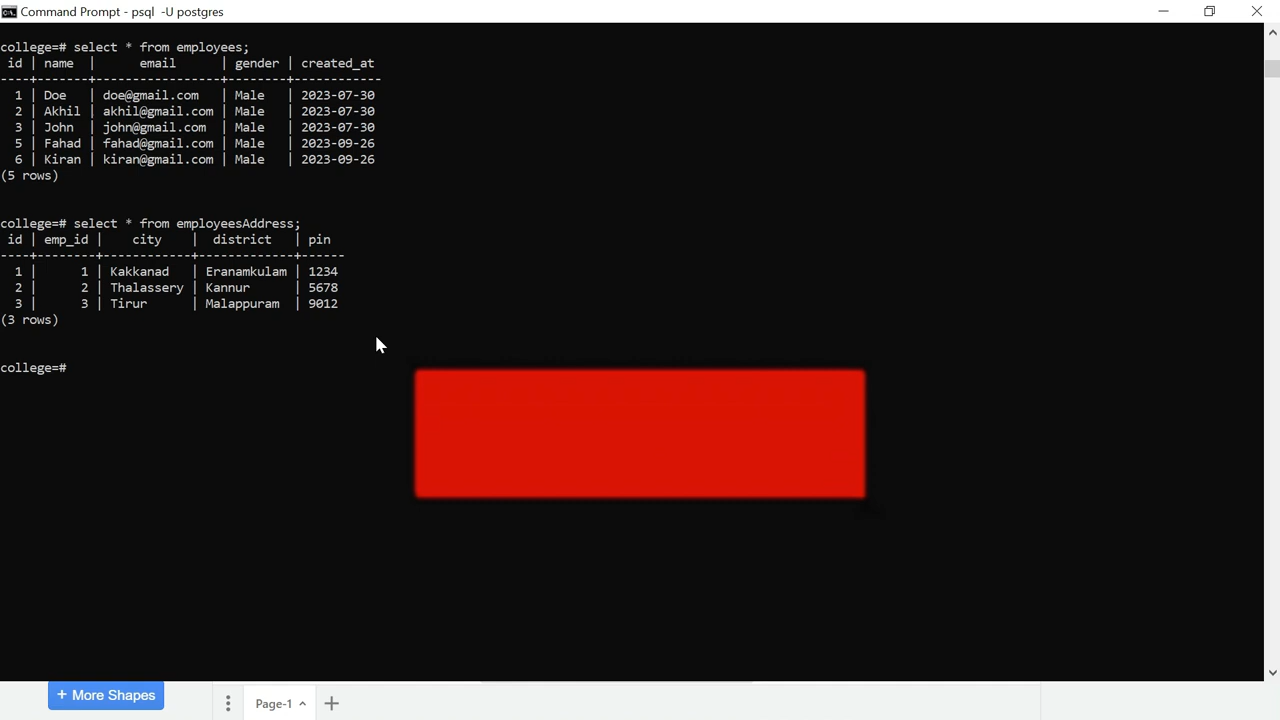 Command Prompt - psql -U postgres
college=# select * from employees;
id | name | email | gender | created_at
----+-------+-----------------+--------+------------
1 | Doe | doe@gmail.com | Male | 2023-07-30
2 | Akhil | akhil@gmail.com | Male | 2023-07-30
3 | John | john@gmail.com | Male | 2023-07-30
5 | Fahad | fahad@gmail.com | Male | 2023-09-26
6 | Kiran | kiran@gmail.com | Male | 2023-09-26
(5 rows)
college=# select * from employeesAddress;
id | emp_id | city | district | pin
----+--------+------------+-------------+------
1 | 1 | Kakkanad | Eranamkulam | 1234
2 | 2 | Thalassery | Kannur | 5678
3 | 3 | Tirur | Malappuram | 9012
(3 rows)
college=#
+ More Shapes
Page-1